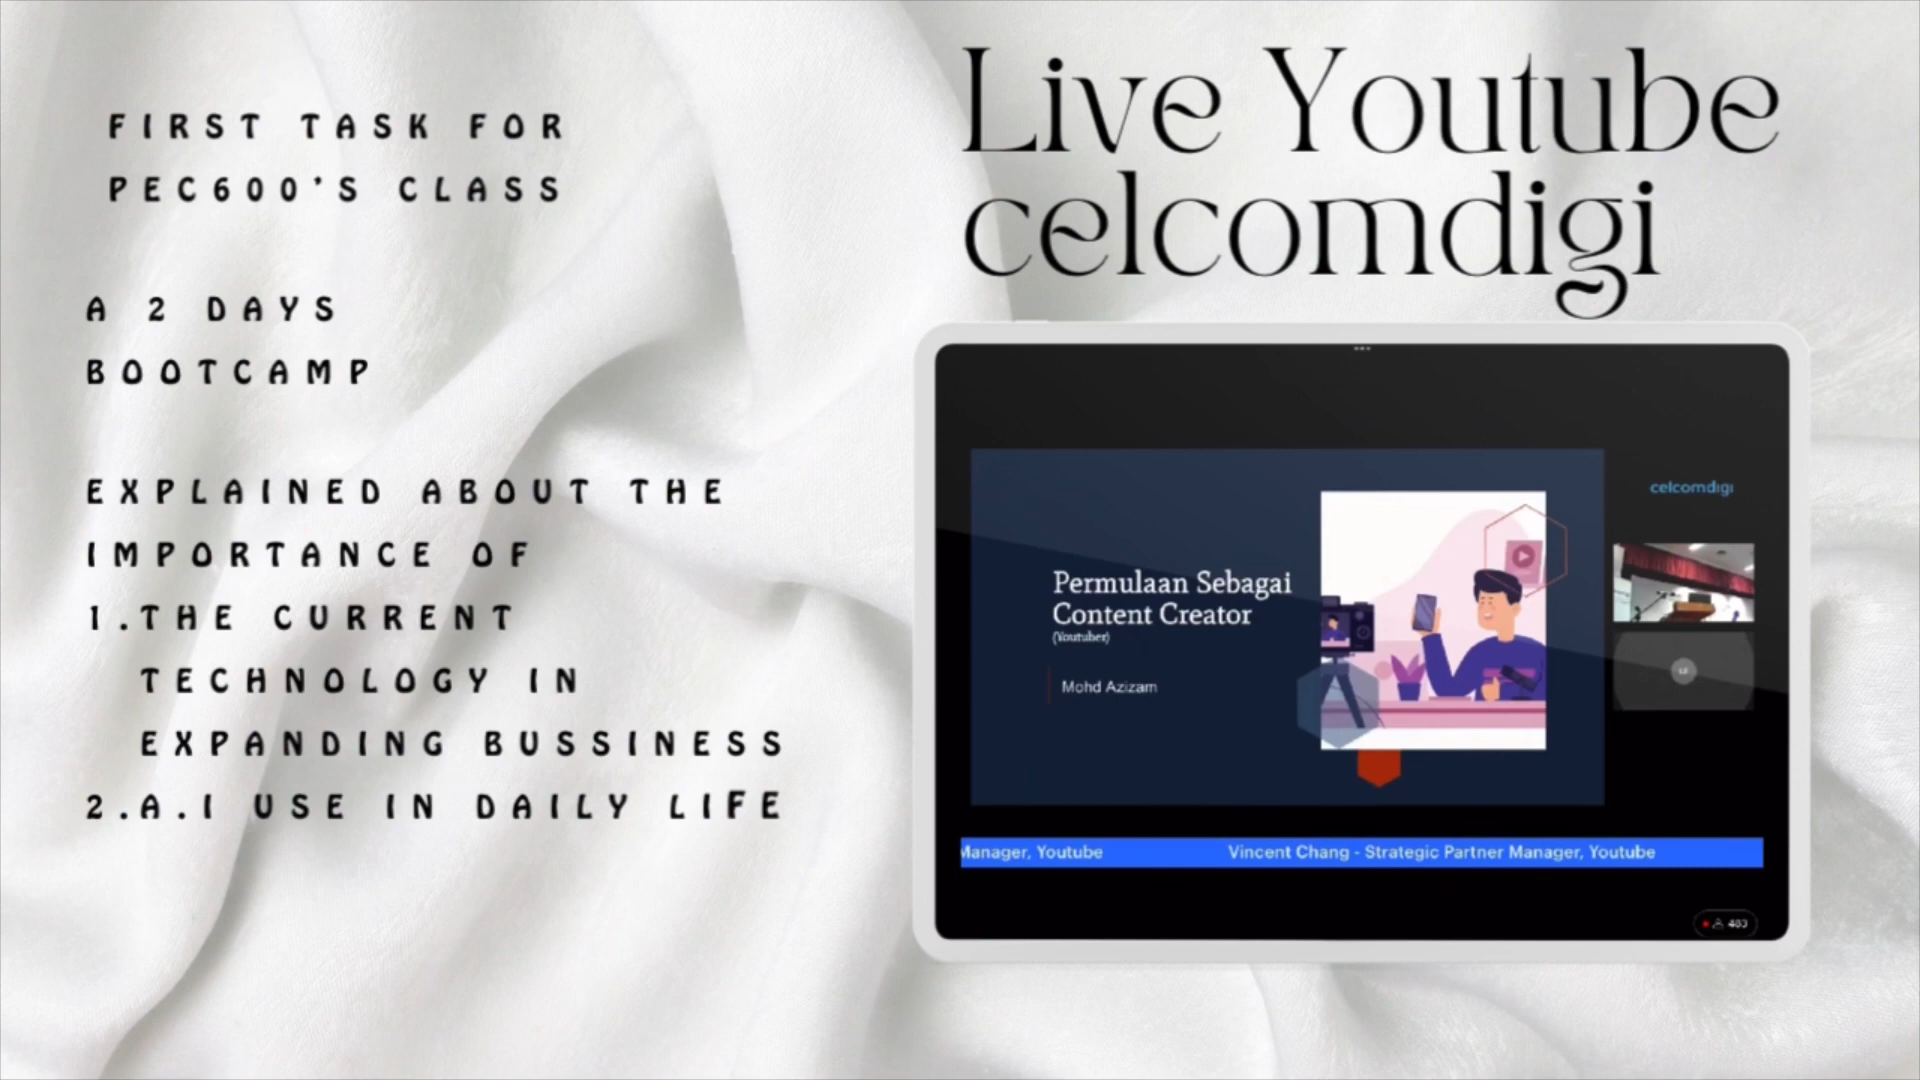 FIRST TASK FOR
PEC600'S CLASS
A 2 DAYS
BOOTCAMP
EXPLAINED ABOUT THE
IMPORTANCE OF
1.THE CURRENT
TECHNOLOGY IN
EXPANDING BUSSINESS
2.A.I USE IN DAILY LIFE
Live Youtube
celcomdigi
Permulaan Sebagai
Content Creator
(Youtuber)
Mohd Azizam
celcomdigi
Manager, Youtube Vincent Chang - Strategic Partner Manager, Youtube
483